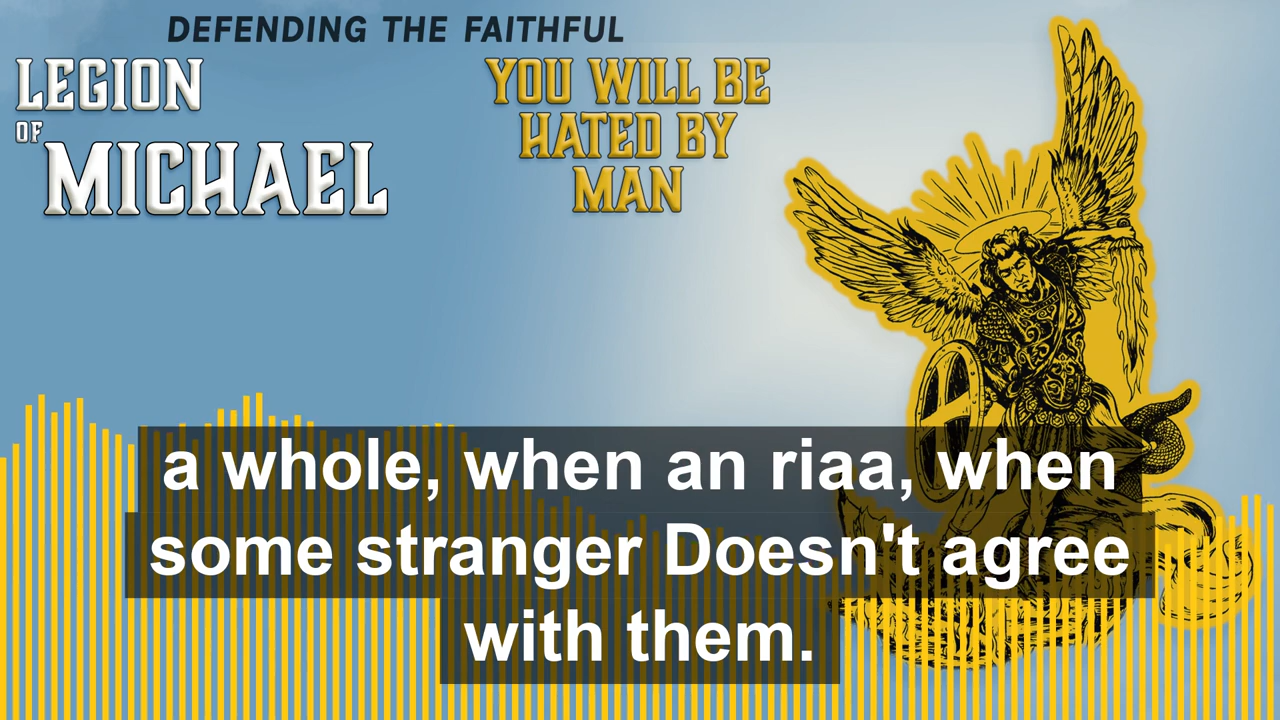 DEFENDING THE FAITHFUL
LEGION
OF
MICHAEL
YOU WILL BE
HATED BY
MAN
a whole, when an riaa, when
some stranger Doesn't agree
with them.